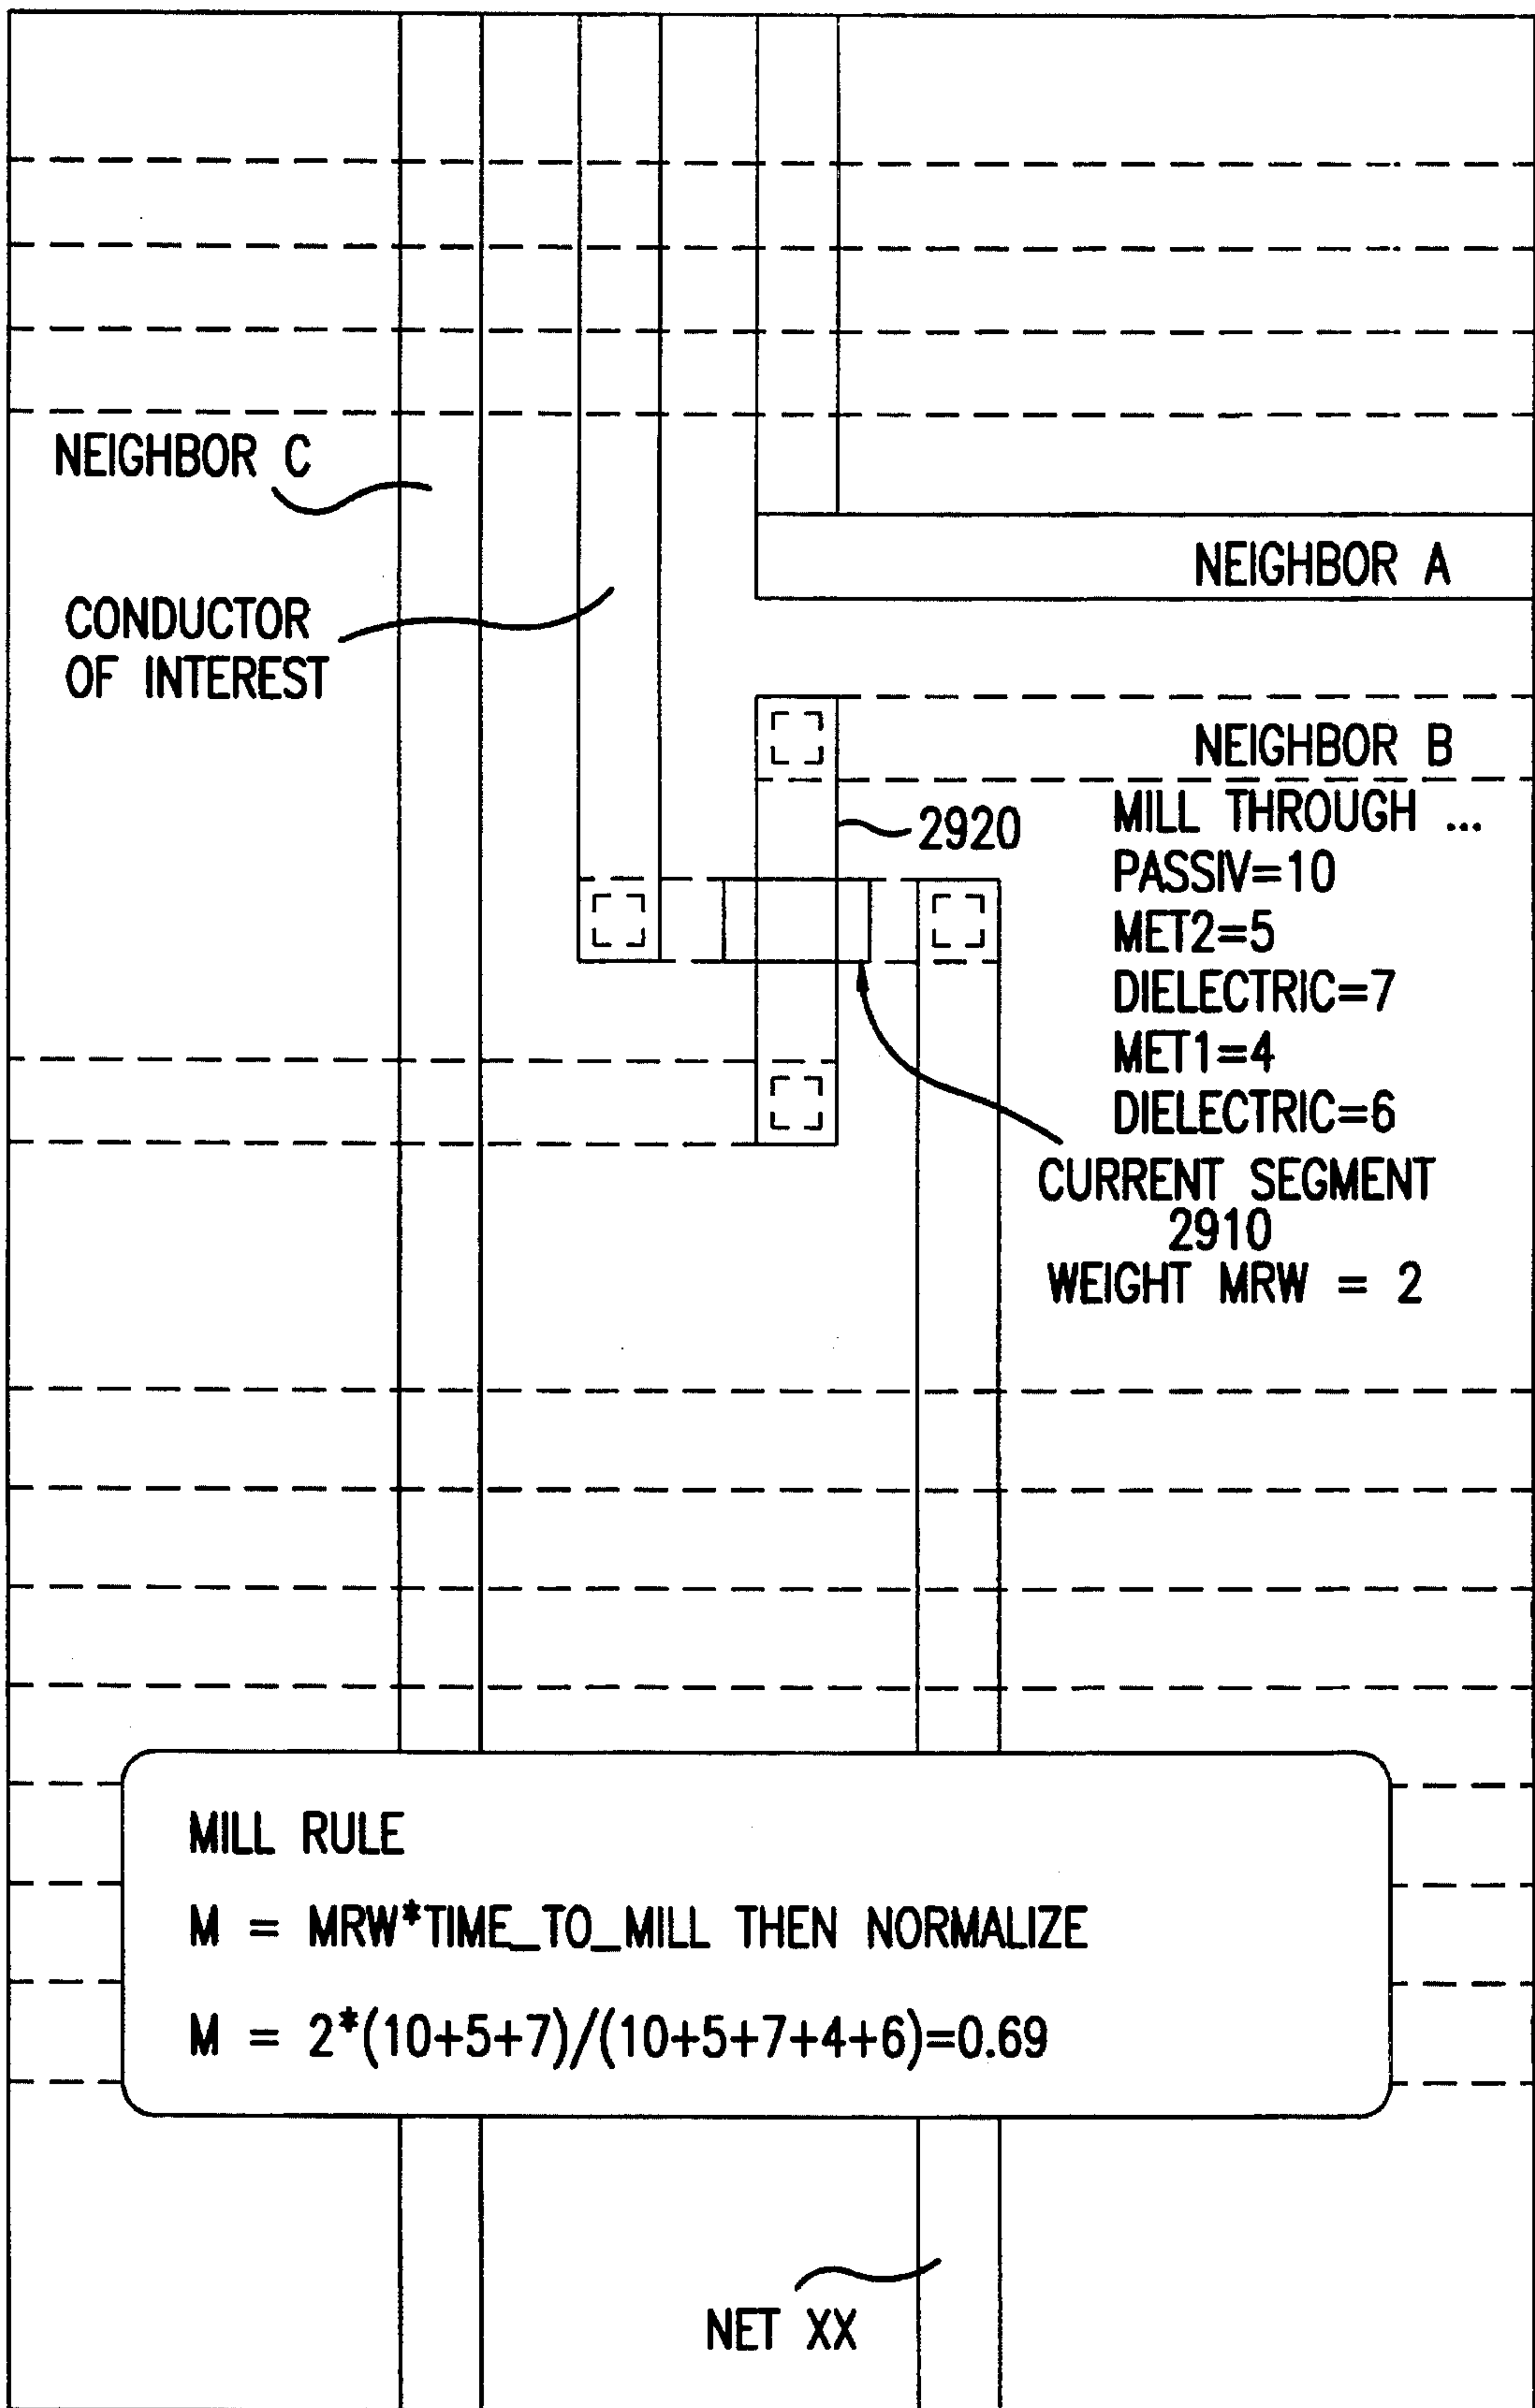 NEIGHBOR C
NEIGHBOR A
CONDUCTOR
OF INTEREST
NEIGHBOR B
2920
MILL THROUGH ...
PASSIV=10
MET2=5
DIELECTRIC=7
MET1=4
DIELECTRIC=6
CURRENT SEGMENT
2910
WEIGHT MRW = 2
MILL RULE
M = MRW*TIME_TO_MILL THEN NORMALIZE
M = 2*(10+5+7)/(10+5+7+4+6)=0.69
NET XX